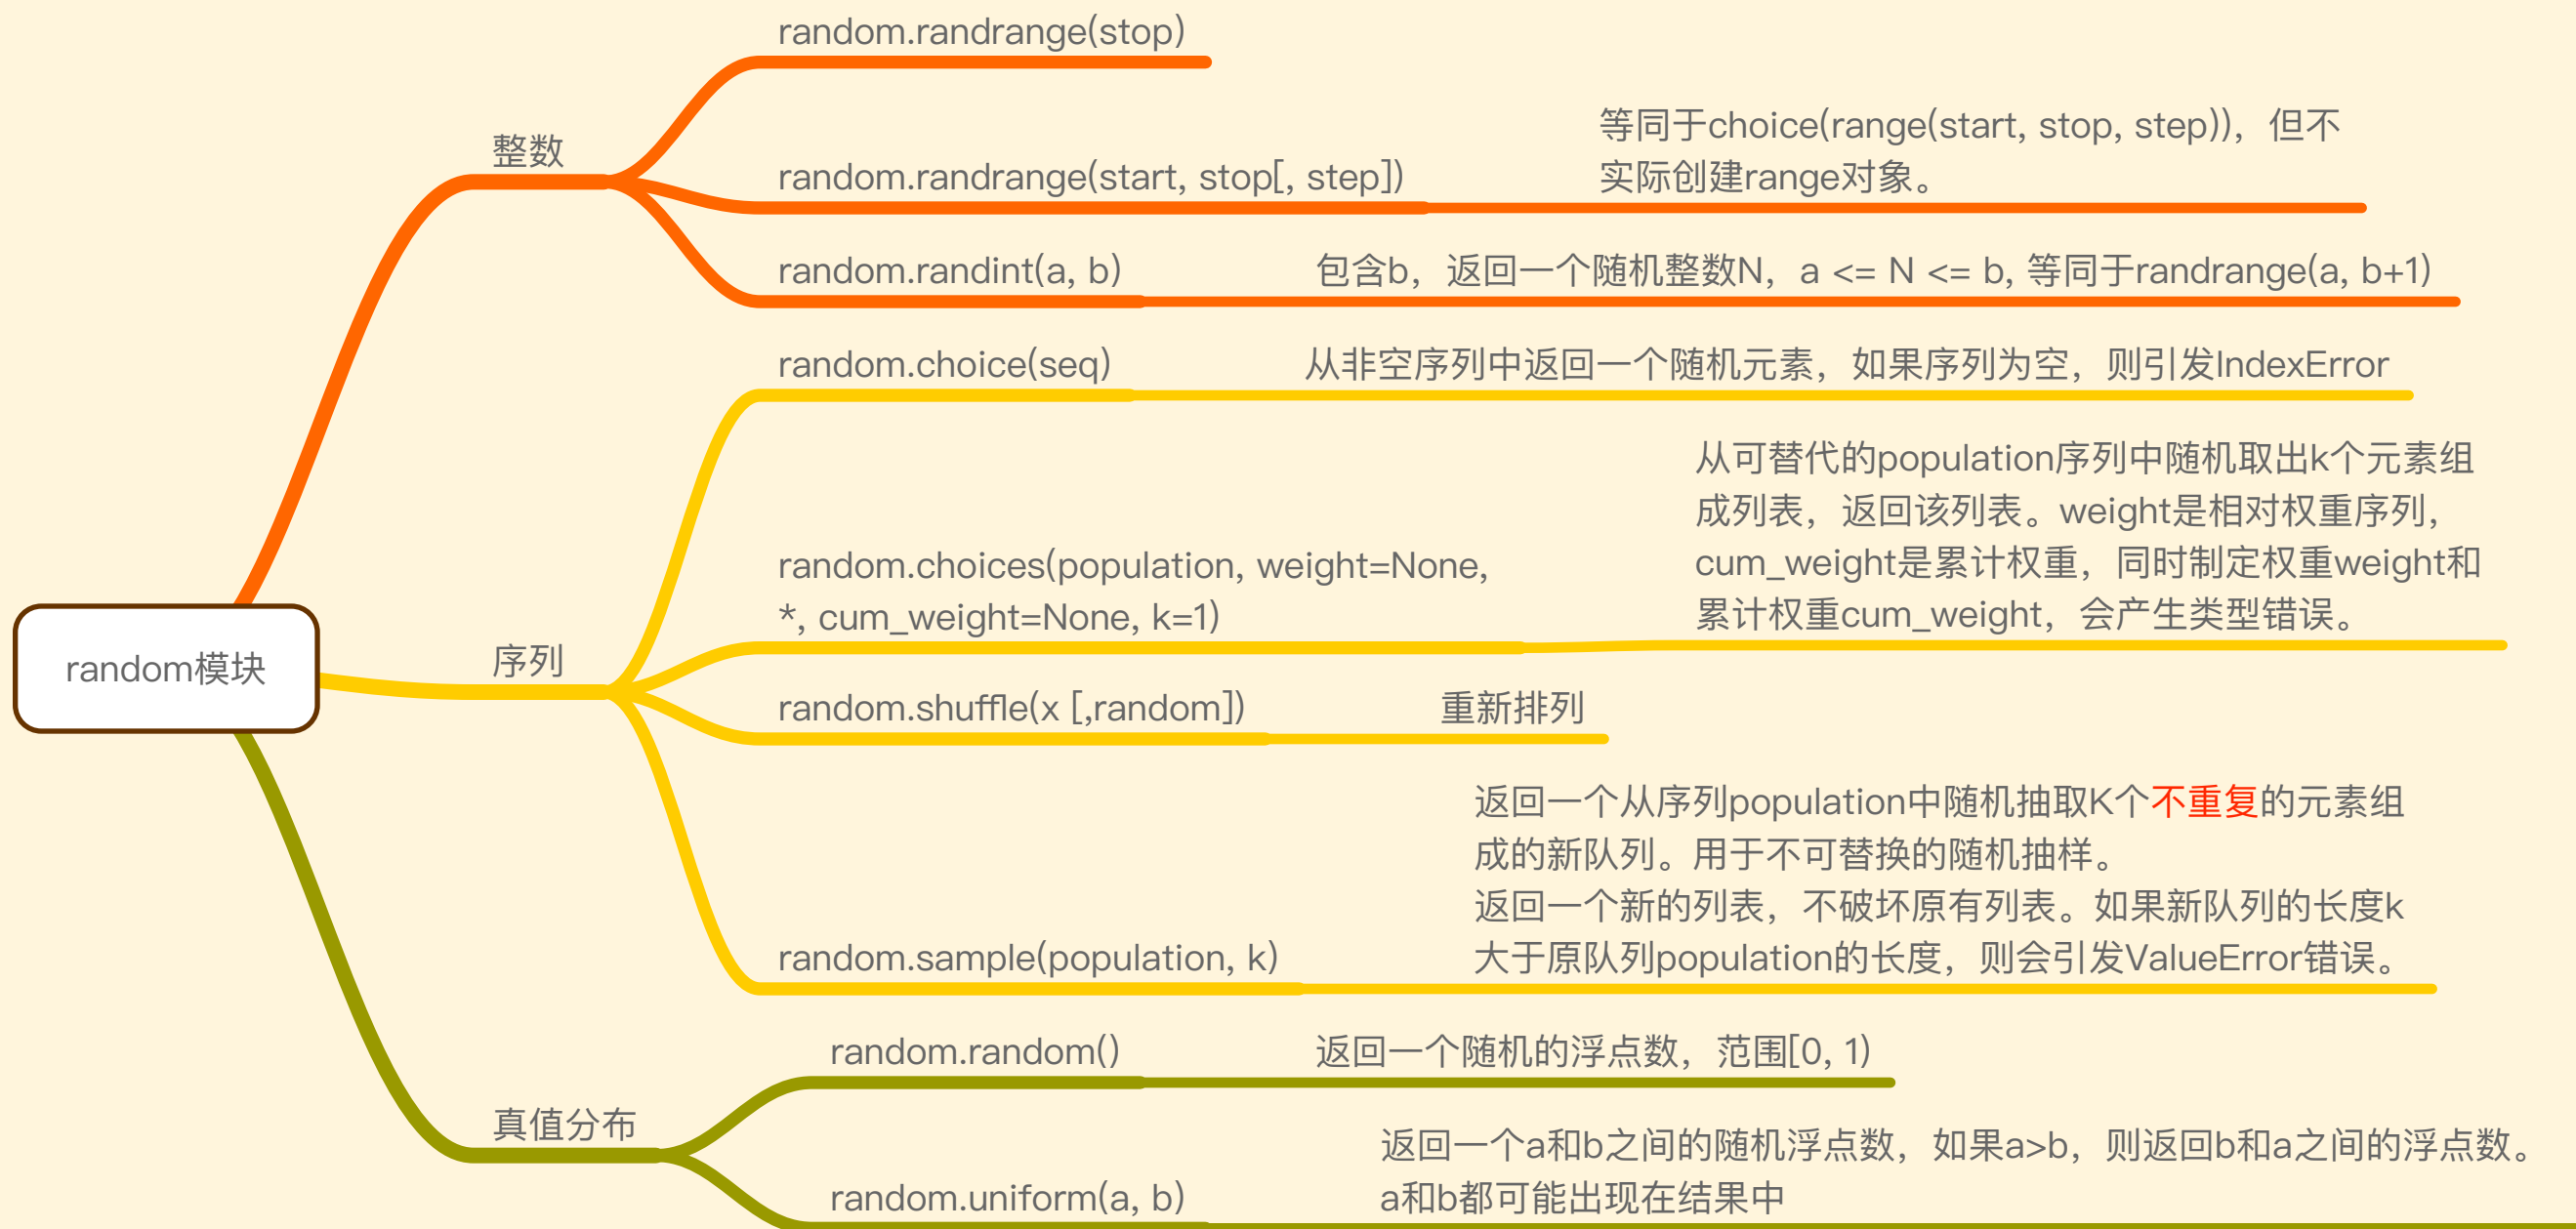 random模块
整数
random.randrange(stop)
random.randrange(start, stop[, step])
等同于choice(range(start, stop, step))，但不
实际创建range对象。
random.randint(a, b)
包含b，返回一个随机整数N，a <= N <= b, 等同于randrange(a, b+1)
序列
random.choice(seq)
从非空序列中返回一个随机元素，如果序列为空，则引发IndexError
random.choices(population, weight=None,
*, cum_weight=None, k=1)
从可替代的population序列中随机取出k个元素组
成列表，返回该列表。weight是相对权重序列，
cum_weight是累计权重，同时制定权重weight和
累计权重cum_weight，会产生类型错误。
random.shuffle(x [,random])
重新排列
random.sample(population, k)
返回一个从序列population中随机抽取K个不重复的元素组
成的新队列。用于不可替换的随机抽样。
返回一个新的列表，不破坏原有列表。如果新队列的长度k
大于原队列population的长度，则会引发ValueError错误。
真值分布
random.random()
返回一个随机的浮点数，范围[0, 1)
random.uniform(a, b)
返回一个a和b之间的随机浮点数，如果a>b，则返回b和a之间的浮点数。
a和b都可能出现在结果中